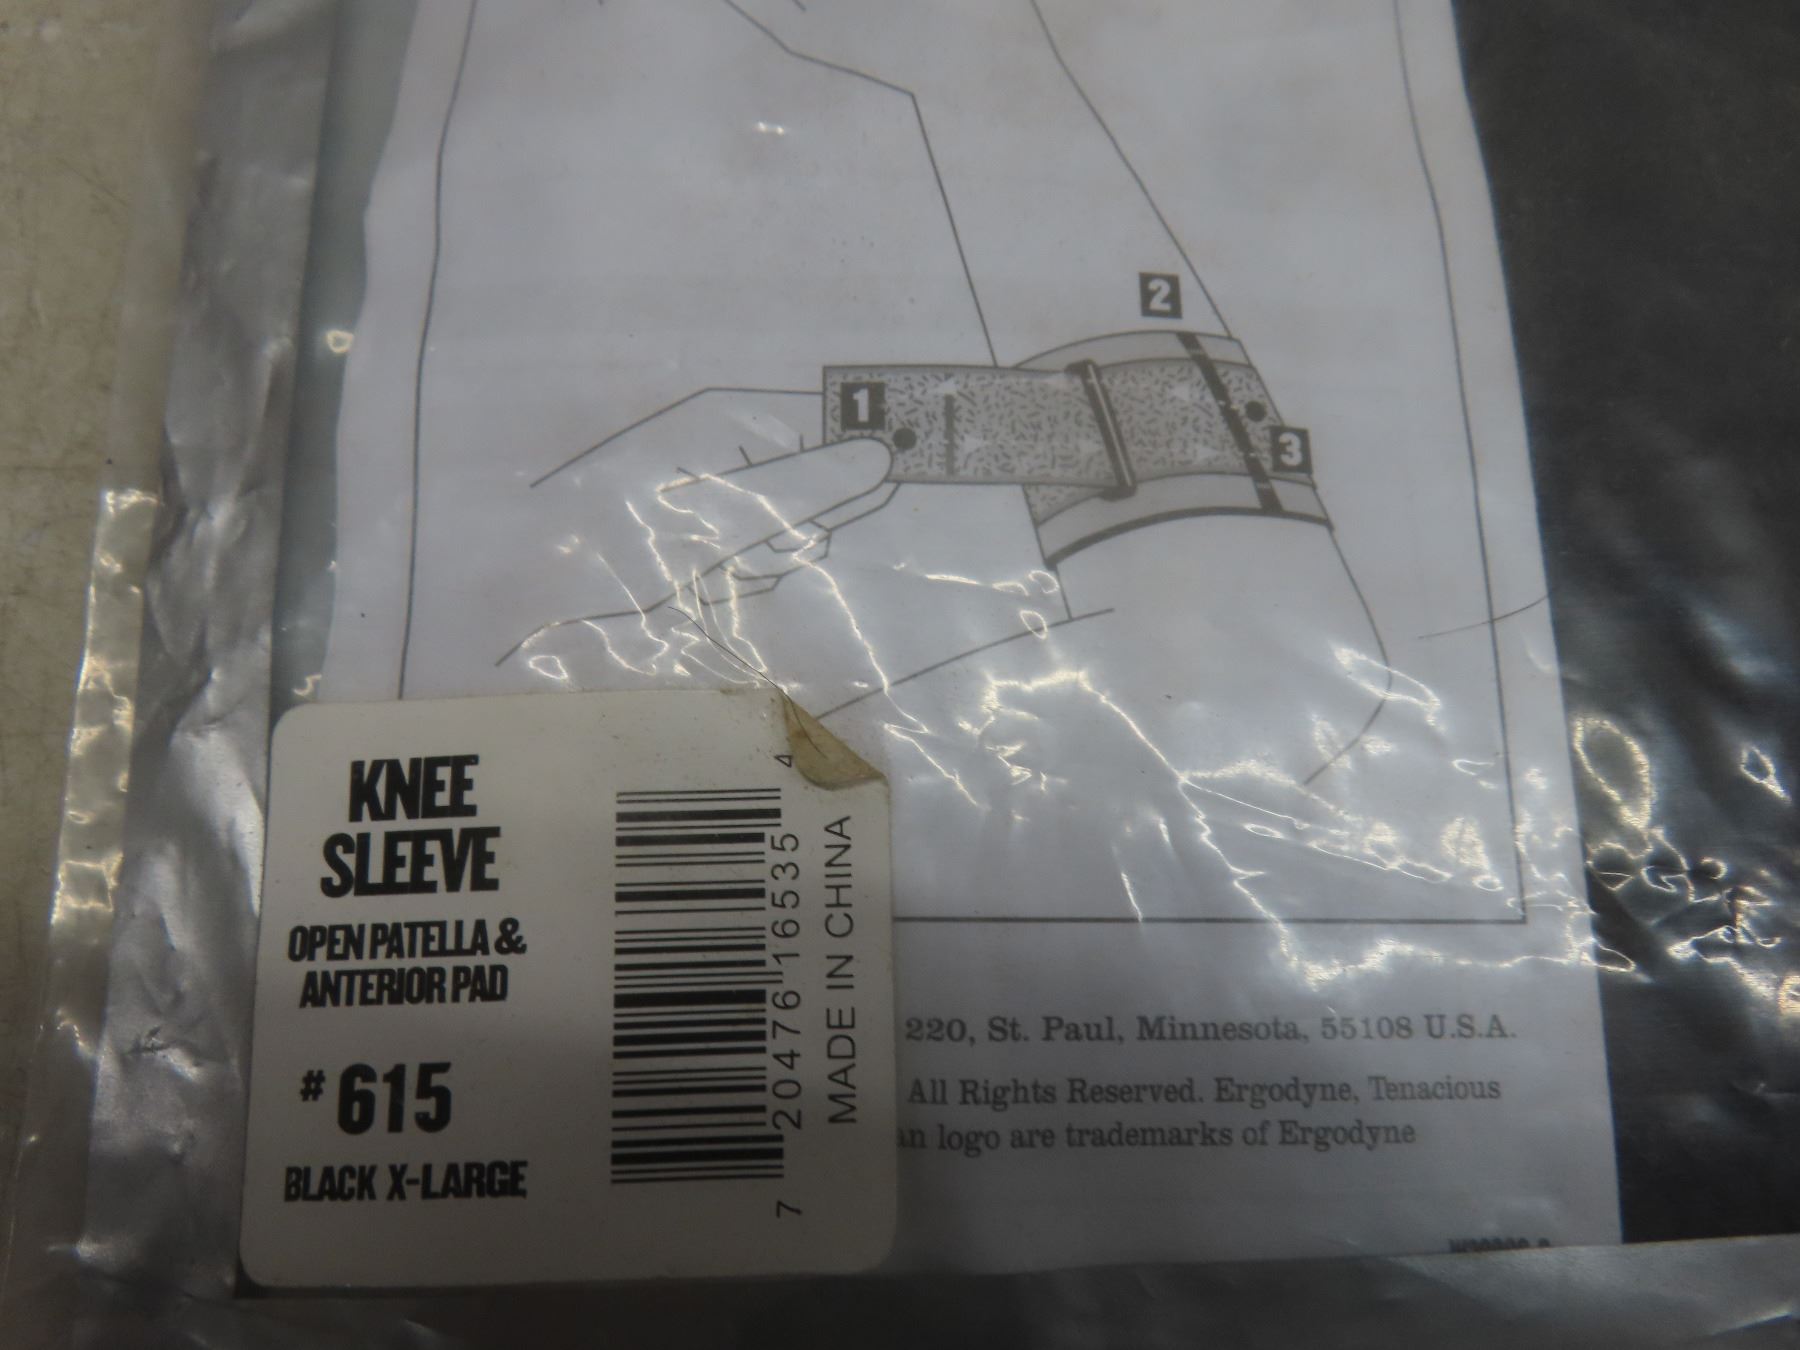 2
1
3
KNEE
SLEEVE
OPEN PATELLA &
ANTERIOR PAD
# 615
BLACK X-LARGE
7 20476 16535 4
MADE IN CHINA
220, St. Paul, Minnesota, 55108 U.S.A.
All Rights Reserved. Ergodyne, Tenacious
an logo are trademarks of Ergodyne